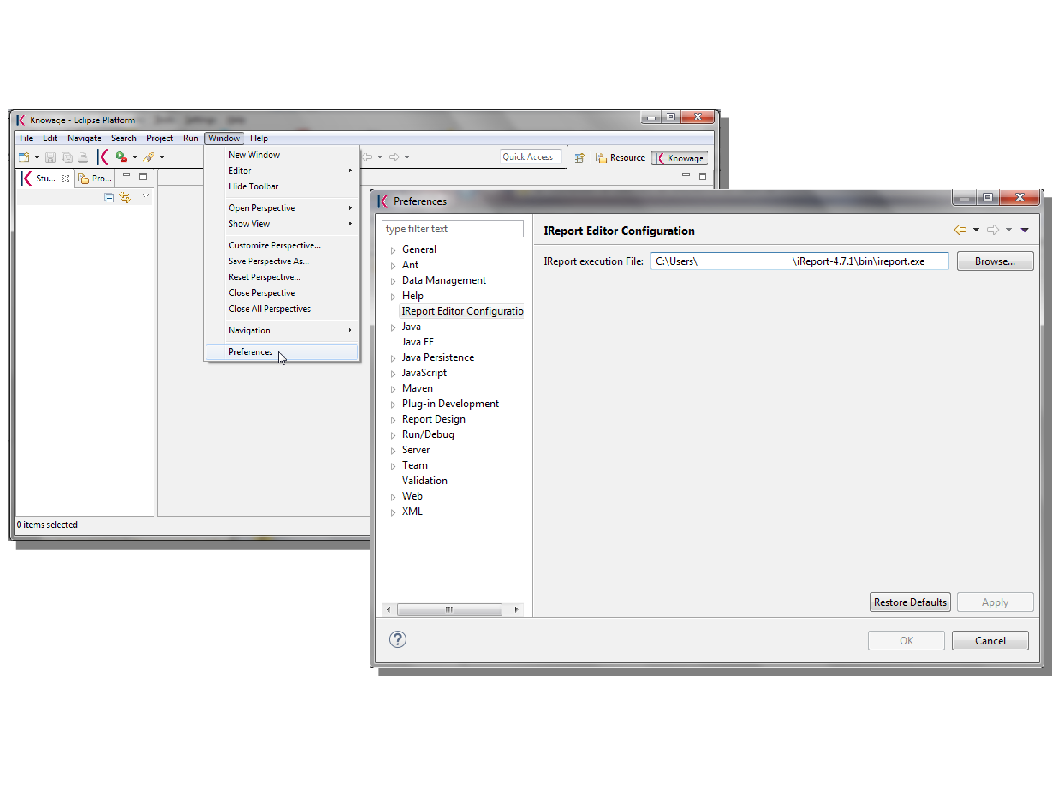 Knowage - Eclipse Platform
File Edit Navigate Search Project Run Window Help
Quick Access Resource Knowage
Stu... Pro...
New Window
Editor
Hide Toolbar
Open Perspective
Show View
Customize Perspective...
Save Perspective As...
Reset Perspective...
Close Perspective
Close All Perspectives
Navigation
Preferences
0 items selected
Preferences
type filter text
General
Ant
Data Management
Help
IReport Editor Configuratio
Java
Java EE
Java Persistence
JavaScript
Maven
Plug-in Development
Report Design
Run/Debug
Server
Team
Validation
Web
XML
IReport Editor Configuration
IReport execution File: C:\Users\ \iReport-4.7.1\bin\ireport.exe Browse...
Restore Defaults Apply
OK Cancel